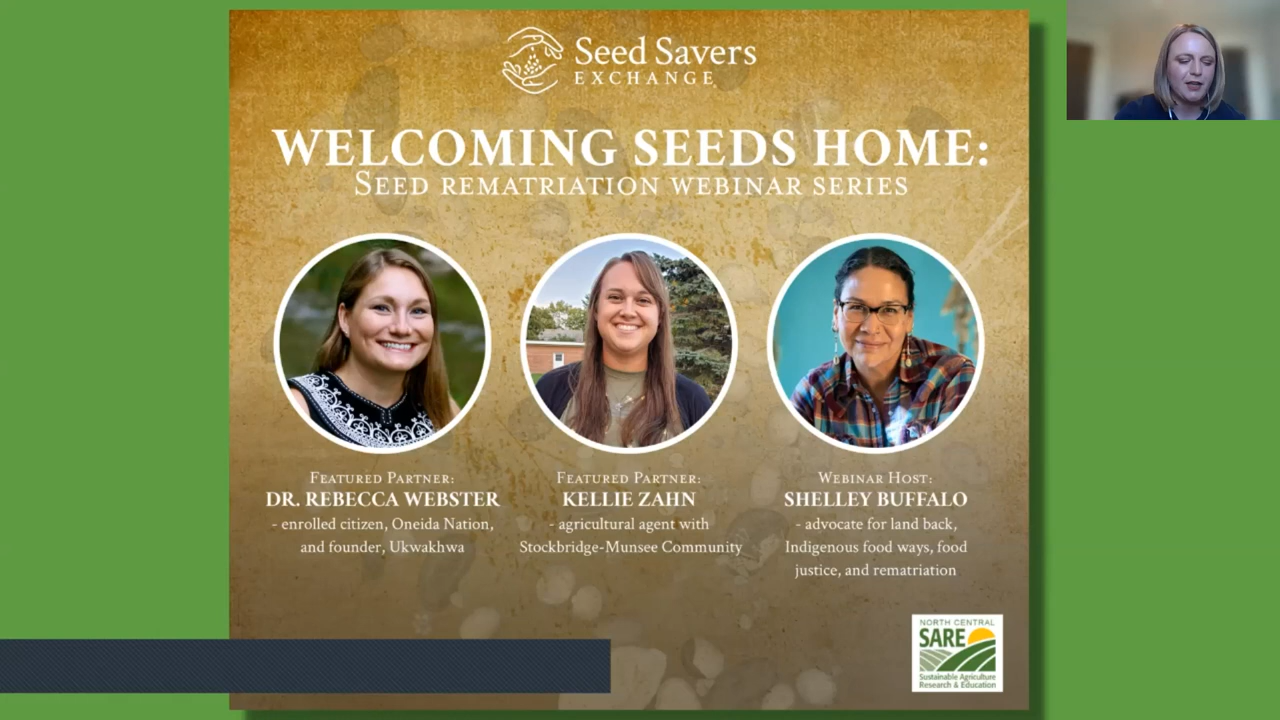 Seed Savers
EXCHANGE
WELCOMING SEEDS HOME:
SEED REMATRIATION WEBINAR SERIES
FEATURED PARTNER:
DR. REBECCA WEBSTER
- enrolled citizen, Oneida Nation,
and founder, Ukwakhwa
FEATURED PARTNER:
KELLIE ZAHN
- agricultural agent with
Stockbridge-Munsee Community
WEBINAR HOST:
SHELLEY BUFFALO
- advocate for land back,
Indigenous food ways, food
justice, and rematriation
NORTH CENTRAL
SARE
Sustainable Agriculture
Research & Education